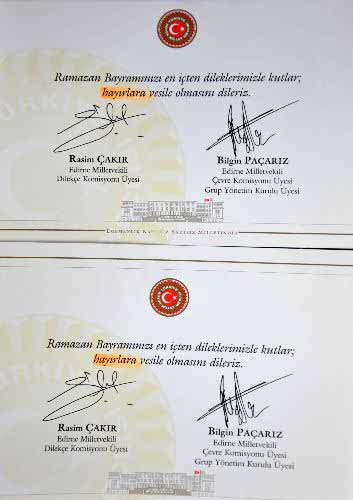 Ramazan Bayramınızı en içten dileklerimizle kutlar;
hayırlara vesile olmasını dileriz.
Rasim ÇAKIR
Edirne Milletvekili
Dilekçe Komisyonu Üyesi
Bilgin PAÇARIZ
Edirne Milletvekili
Çevre Komisyonu Üyesi
Grup Yönetim Kurulu Üyesi
Ramazan Bayramınızı en içten dileklerimizle kutlar;
hayırlara vesile olmasını dileriz.
Rasim ÇAKIR
Edirne Milletvekili
Dilekçe Komisyonu Üyesi
Bilgin PAÇARIZ
Edirne Milletvekili
Çevre Komisyonu Üyesi
Grup Yönetim Kurulu Üyesi